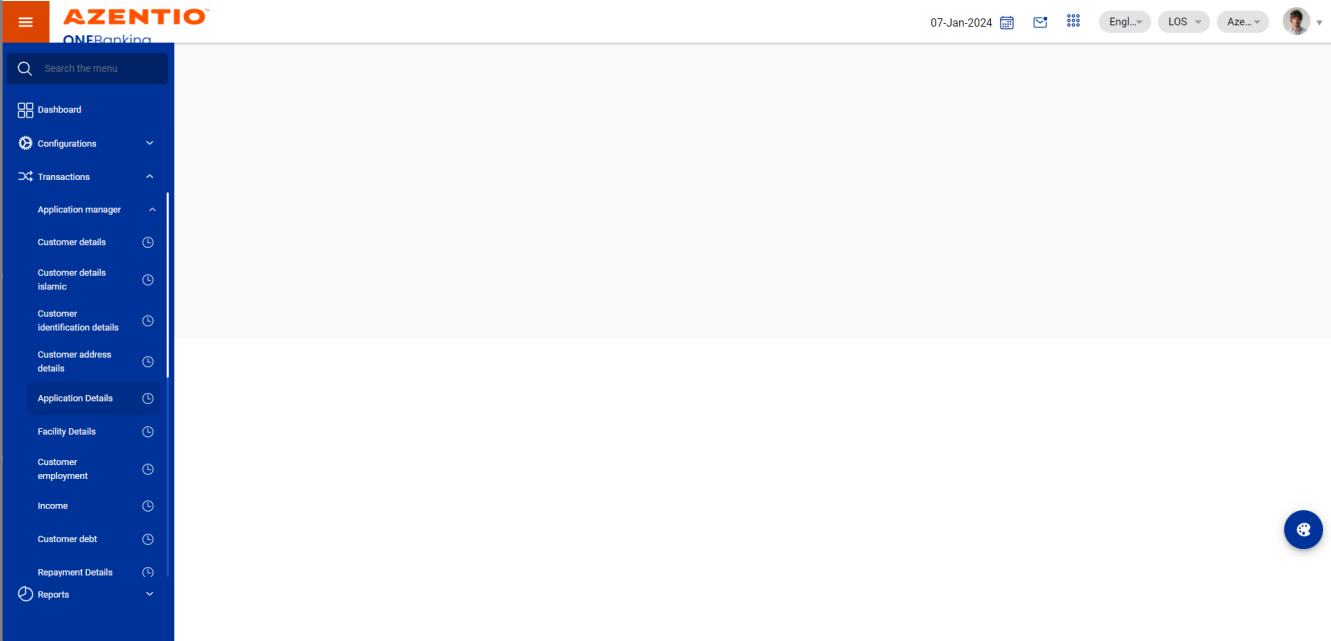 AZENTIO™
ONEBanking
07-Jan-2024
Engl...
LOS
Aze...
Search the menu
Dashboard
Configurations
Transactions
Application manager
Customer details
Customer details
islamic
Customer
identification details
Customer address
details
Application Details
Facility Details
Customer
employment
Income
Customer debt
Repayment Details
Reports